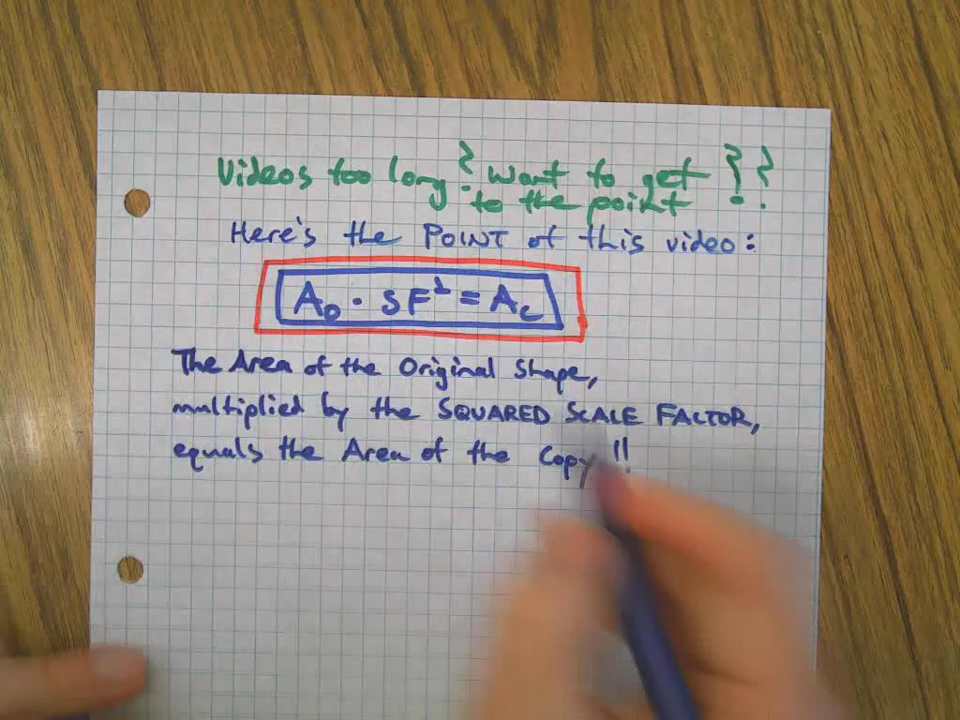 Videos too long? Want to get
to the point ??
Here's the POINT of this video:
A₀ · SF² = A꜀
The Area of the Original Shape,
multiplied by the SQUARED SCALE FACTOR,
equals the Area of the Copy!!